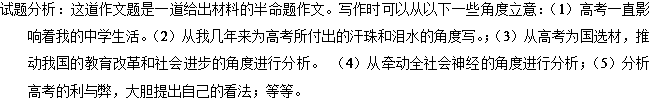 试题分析：这道作文题是一道给出材料的半命题作文。写作时可以从以下一些角度立意：（1）高考一直影
响着我的中学生活。（2）从我几年来为高考所付出的汗珠和泪水的角度写。；（3）从高考为国选材，推
动我国的教育改革和社会进步的角度进行分析。 （4）从牵动全社会神经的角度进行分析；（5）分析
高考的利与弊，大胆提出自己的看法；等等。